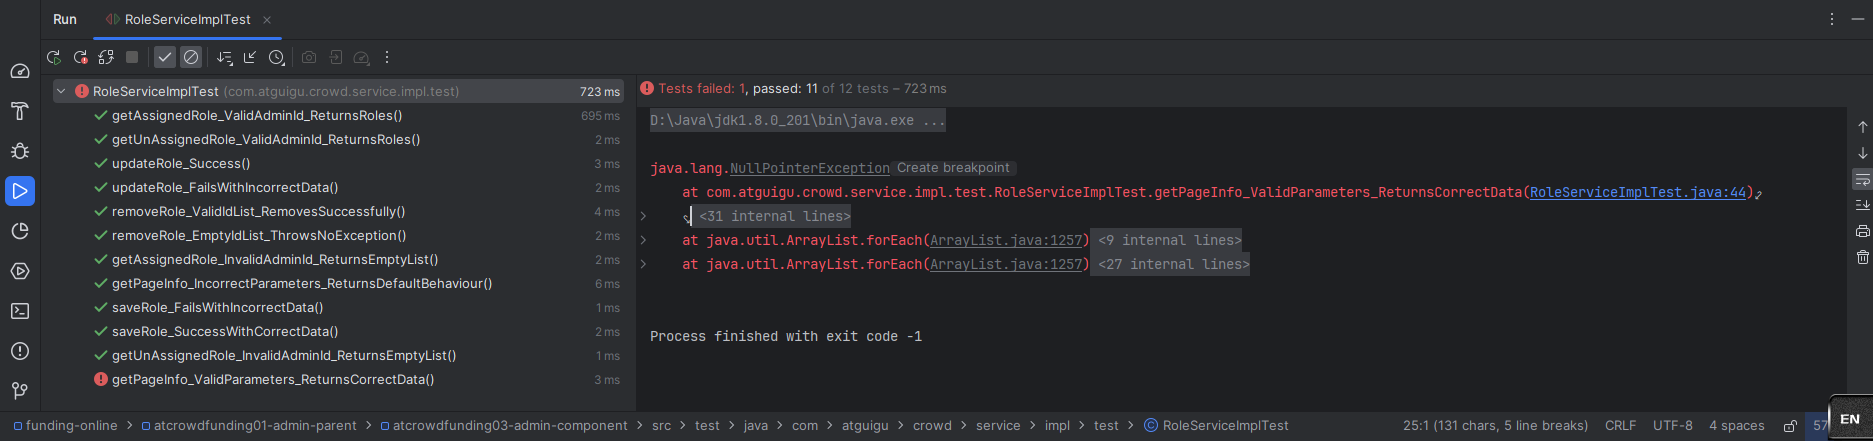 Run RoleServiceImplTest
RoleServiceImplTest (com.atguigu.crowd.service.impl.test) 723 ms
getAssignedRole_ValidAdminId_ReturnsRoles() 695 ms
getUnAssignedRole_ValidAdminId_ReturnsRoles() 2 ms
updateRole_Success() 3 ms
updateRole_FailsWithIncorrectData() 2 ms
removeRole_ValidIdList_RemovesSuccessfully() 4 ms
removeRole_EmptyIdList_ThrowsNoException() 2 ms
getAssignedRole_InvalidAdminId_ReturnsEmptyList() 2 ms
getPageInfo_IncorrectParameters_ReturnsDefaultBehaviour() 6 ms
saveRole_FailsWithIncorrectData() 1 ms
saveRole_SuccessWithCorrectData() 2 ms
getUnAssignedRole_InvalidAdminId_ReturnsEmptyList() 1 ms
getPageInfo_ValidParameters_ReturnsCorrectData() 3 ms
Tests failed: 1, passed: 11 of 12 tests – 723 ms
D:\Java\jdk1.8.0_201\bin\java.exe ...
java.lang.NullPointerException Create breakpoint
at com.atguigu.crowd.service.impl.test.RoleServiceImplTest.getPageInfo_ValidParameters_ReturnsCorrectData(RoleServiceImplTest.java:44)
<31 internal lines>
at java.util.ArrayList.forEach(ArrayList.java:1257) <9 internal lines>
at java.util.ArrayList.forEach(ArrayList.java:1257) <27 internal lines>
Process finished with exit code -1
funding-online > atcrowdfunding01-admin-parent > atcrowdfunding03-admin-component > src > test > java > com > atguigu > crowd > service > impl > test > RoleServiceImplTest 25:1 (131 chars, 5 line breaks) CRLF UTF-8 4 spaces 57 EN